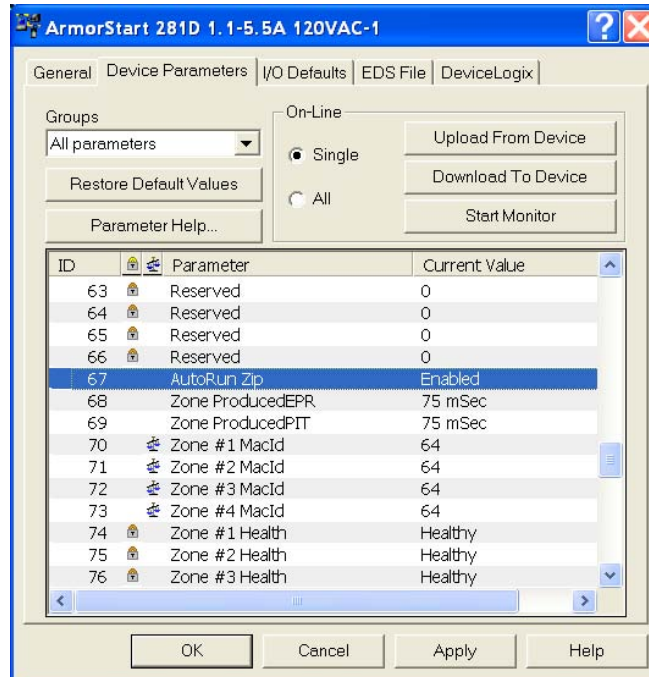 ArmorStart 281D 1.1-5.5A 120VAC-1
General Device Parameters I/O Defaults EDS File DeviceLogix
Groups
All parameters
Restore Default Values
Parameter Help...
On-Line
Single
All
Upload From Device
Download To Device
Start Monitor
ID Parameter Current Value
63 Reserved 0
64 Reserved 0
65 Reserved 0
66 Reserved 0
67 AutoRun Zip Enabled
68 Zone ProducedEPR 75 mSec
69 Zone ProducedPIT 75 mSec
70 Zone #1 MacId 64
71 Zone #2 MacId 64
72 Zone #3 MacId 64
73 Zone #4 MacId 64
74 Zone #1 Health Healthy
75 Zone #2 Health Healthy
76 Zone #3 Health Healthy
OK Cancel Apply Help